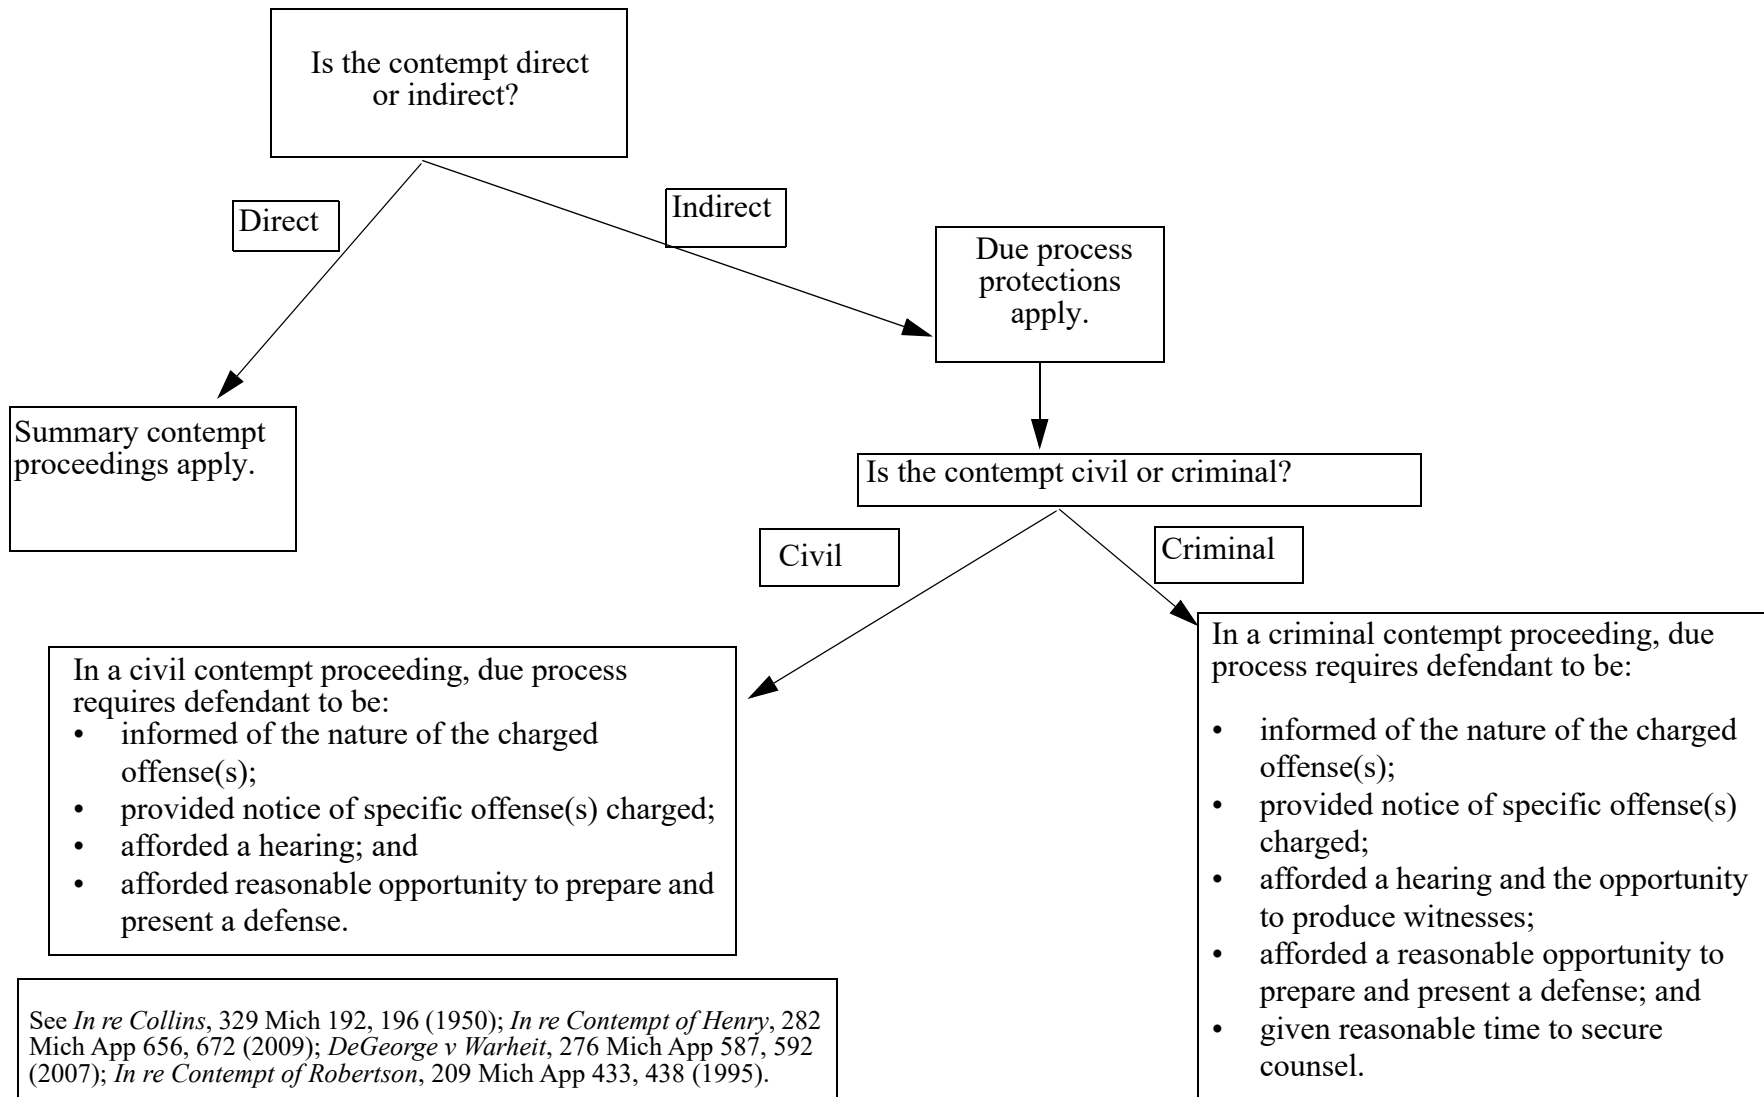 Is the contempt direct
or indirect?
Direct
Indirect
Due process
protections
apply.
Summary contempt
proceedings apply.
Is the contempt civil or criminal?
Civil
Criminal
In a civil contempt proceeding, due process
requires defendant to be:
• informed of the nature of the charged
offense(s);
• provided notice of specific offense(s) charged;
• afforded a hearing; and
• afforded reasonable opportunity to prepare and
present a defense.
In a criminal contempt proceeding, due
process requires defendant to be:
• informed of the nature of the charged
offense(s);
• provided notice of specific offense(s)
charged;
• afforded a hearing and the opportunity
to produce witnesses;
• afforded a reasonable opportunity to
prepare and present a defense; and
• given reasonable time to secure
counsel.
See In re Collins, 329 Mich 192, 196 (1950); In re Contempt of Henry, 282
Mich App 656, 672 (2009); DeGeorge v Warheit, 276 Mich App 587, 592
(2007); In re Contempt of Robertson, 209 Mich App 433, 438 (1995).